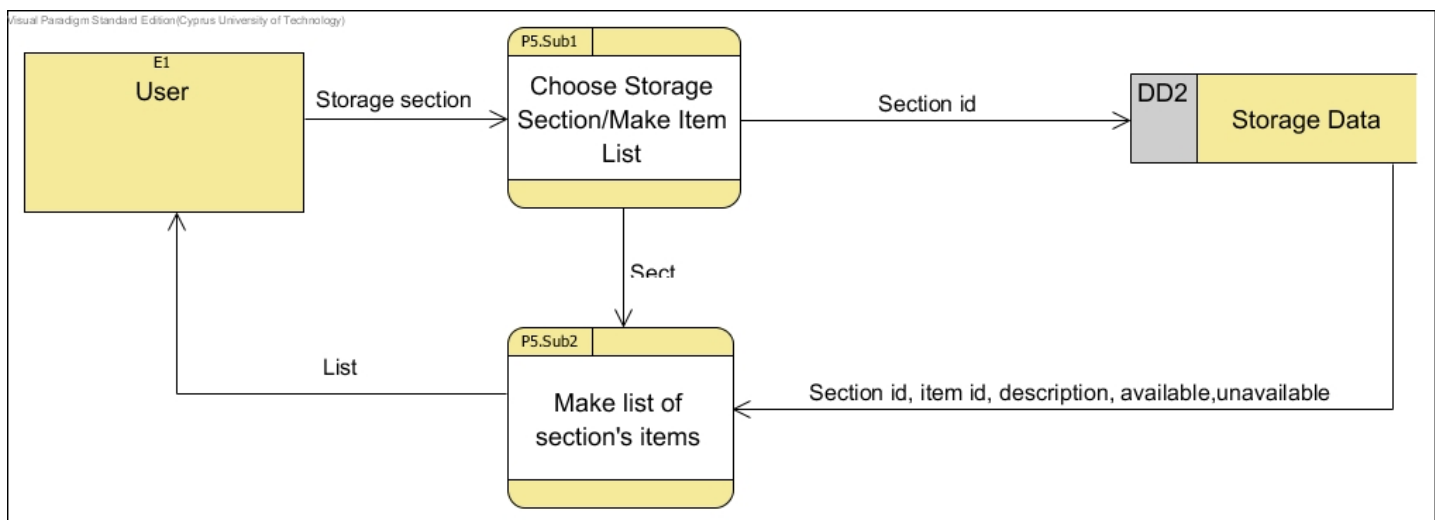 Visual Paradigm Standard Edition(Cyprus University of Technology)
E1
User
Storage section
P5.Sub1
Choose Storage
Section/Make Item
List
Section id
DD2
Storage Data
Sect
P5.Sub2
Make list of
section's items
List
Section id, item id, description, available,unavailable